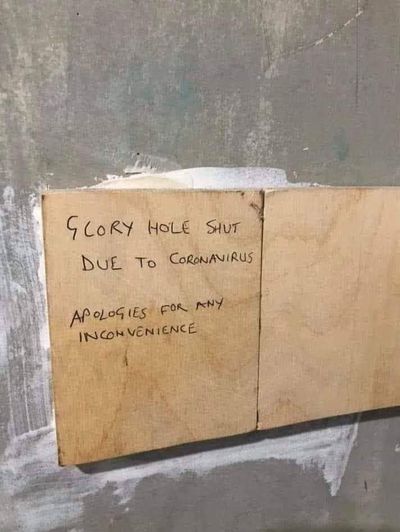 GLORY HOLE SHUT
DUE TO CORONAVIRUS
APOLOGIES FOR ANY
INCONVENIENCE